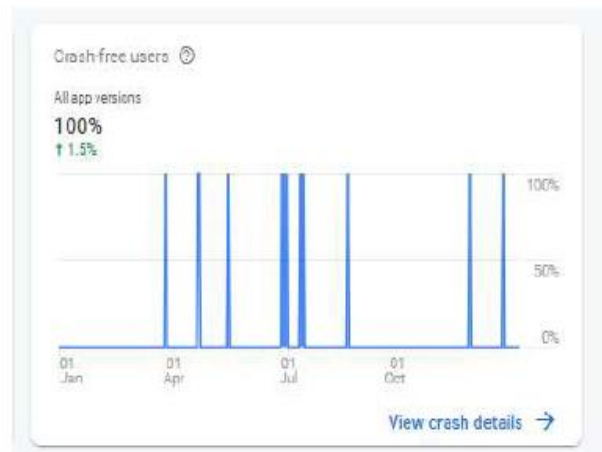 Crash-free users
All app versions
100%
↑ 1.5%
100%
50%
0%
01 01 01 01
Jan Apr Jul Oct
View crash details →